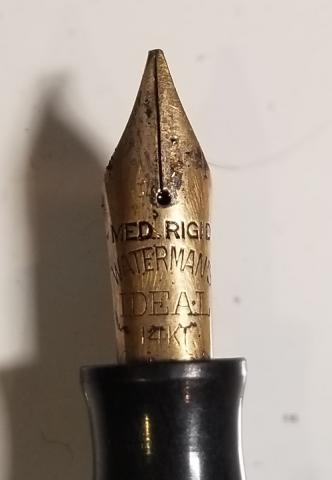 MED. RIGID
WATERMAN'S
IDEAL
14KT